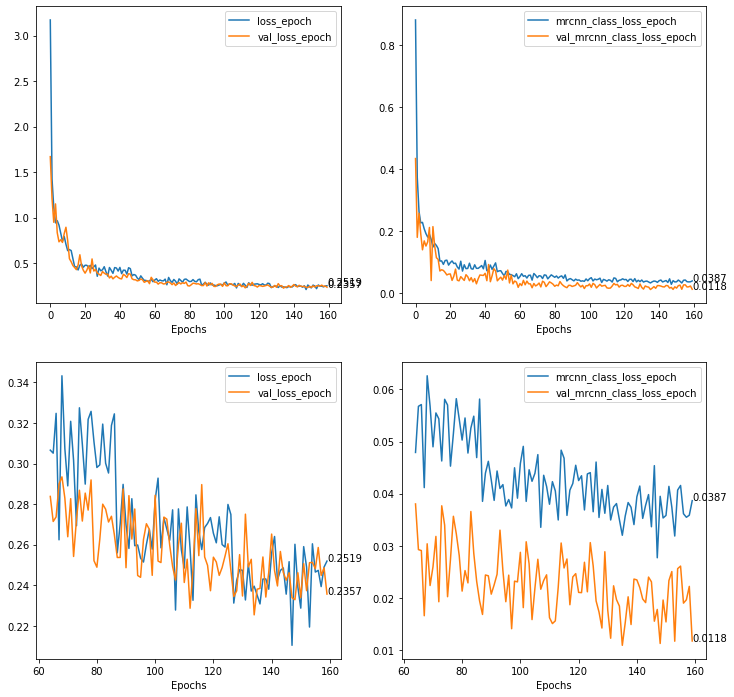 loss_epoch
val_loss_epoch
3.0
2.5
2.0
1.5
1.0
0.5
0.2519
0.2357
0 20 40 60 80 100 120 140 160
Epochs
mrcnn_class_loss_epoch
val_mrcnn_class_loss_epoch
0.8
0.6
0.4
0.2
0.0
0.0387
0.0118
0 20 40 60 80 100 120 140 160
Epochs
loss_epoch
val_loss_epoch
0.34
0.32
0.30
0.28
0.26
0.24
0.22
0.2519
0.2357
60 80 100 120 140 160
Epochs
mrcnn_class_loss_epoch
val_mrcnn_class_loss_epoch
0.06
0.05
0.04
0.03
0.02
0.01
0.0387
0.0118
60 80 100 120 140 160
Epochs